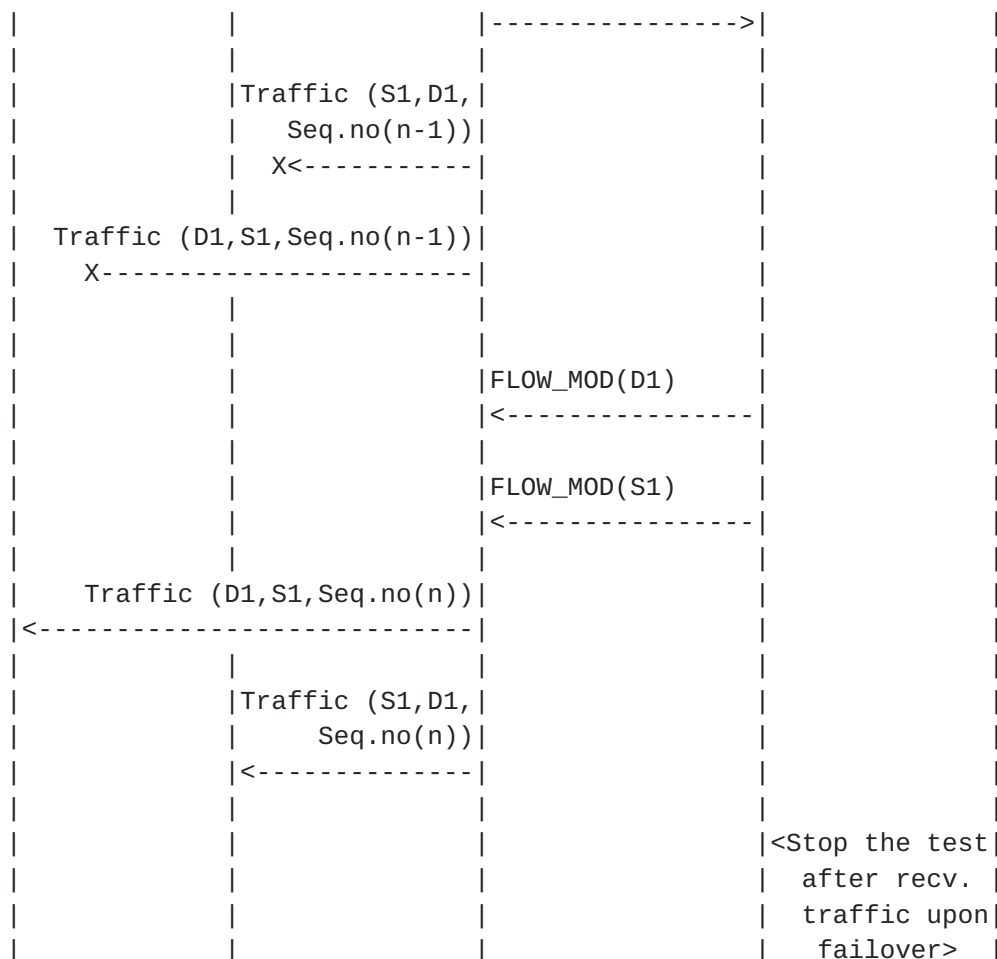 |             |               |---------------->|              |
|             |               |                 |              |
|             |Traffic (S1,D1,|                 |              |
|             |   Seq.no(n-1))|                 |              |
|             |  X<-----------|                 |              |
|             |               |                 |              |
|  Traffic (D1,S1,Seq.no(n-1))|                 |              |
|    X------------------------|                 |              |
|             |               |                 |              |
|             |               |                 |              |
|             |               |FLOW_MOD(D1)     |              |
|             |               |<----------------|              |
|             |               |                 |              |
|             |               |FLOW_MOD(S1)     |              |
|             |               |<----------------|              |
|             |               |                 |              |
|    Traffic (D1,S1,Seq.no(n))|                 |              |
|<----------------------------|                 |              |
|             |               |                 |              |
|             |Traffic (S1,D1,|                 |              |
|             |     Seq.no(n))|                 |              |
|             |<--------------|                 |              |
|             |               |                 |              |
|             |               |                 |<Stop the test|
|             |               |                 |  after recv. |
|             |               |                 |  traffic upon|
|             |               |                 |   failover>  |